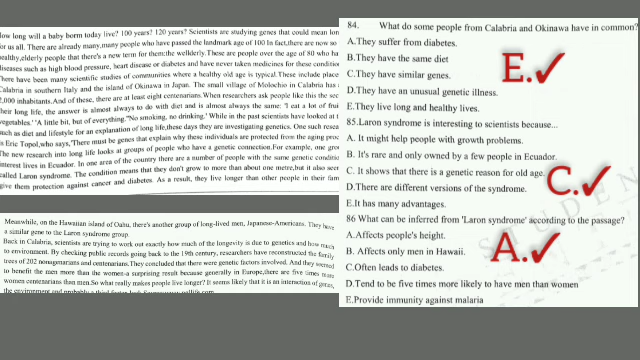 How long will a baby borm today live? 100 years? 120 years? Scientists are studying genes that could mean lon
for us all. There are already many,many people who have passed the landmark age of 100 In fact,there are now so
healthy,elderly people that there's a new term for them:the wellderly. These are people over the age of 80 who ha
diseases such as high blood pressure, heart disease or diabetes and have never taken medicines for these conditio
There have been many scientific studies of communities where a healthy old age is typical.These include place
Calabria in southern Italy and the island of Okinawa in Japan. The small village of Molochio in Calabria has
2,000 inhabitants.And of these, there are at least eight centenarians. When researchers ask people like this the sec
their long life, the answer is almost always to do with diet and is almost always the same: 'I eat a lot of frui
vegetables.' 'A little bit, but of everything.'No smoking, no drinking.' While in the past scientists have looked at
such as diet and lifestyle for an explanation of long life,these days they are investigating genetics. One such resea
is Eric Topol,who says,'There must be genes that explain why these individuals are protected from the aging proc
The new research into long life looks at groups of people who have a genetic connection.For example, one gro
interest lives in Ecuador. In one area of the country there are a number of people with the same genetic conditio
called Laron syndrome. The condition means that they don't grow to more than about one metre,but it also see
give them protection against cancer and diabetes. As a result, they live longer than other people in their fam
Meanwhile, on the Hawaiian island of Oahu, there's another group of long-lived men, Japanese-Americans. They have
a similar gene to the Laron syndrome group.
Back in Calabria, scientists are trying to work out exactly how much of the longevity is due to genetics and how much
to environment. By checking public records going back to the 19th century, researchers have reconstructed the family
trees of 202 nonagenarians and centenarians.They concluded that there were genetic factors involved. And they seemed
to benefit the men more than the women-a surprising result because generally in Europe,there are five times more
women centenarians than men.So what really makes people live longer? It seems likely that it is an interaction of genes,
the environment and probably a third factor
84. What do some people from Calabria and Okinawa have in common?
A.They suffer from diabetes.
B.They have the same diet
C.They have similar genes.
D.They have an unusual genetic illness.
E.They live long and healthy lives.
E.✓
85.Laron syndrome is interesting to scientists because...
A. It might help people with growth problems.
B. It's rare and only owned by a few people in Ecuador.
C. It shows that there is a genetic reason for old age.
D.There are different versions of the syndrome.
E.It has many advantages.
C.✓
86 What can be inferred from 'Laron syndrome' according to the passage?
A.Affects people's height.
B. Affects only men in Hawaii.
C.Often leads to diabetes.
D.Tend to be five times more likely to have men than women
E.Provide immunity against malaria
A.✓